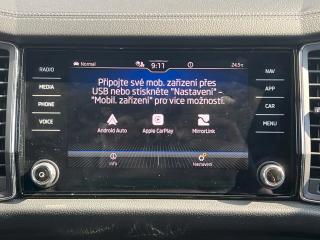 Normal
9:11
24.5°c
RADIO
MEDIA
PHONE
VOICE
Připojte své mob. zařízení přes
USB nebo stiskněte "Nastavení" –
"Mobil. zařízení" pro více možností.
Android Auto
Apple CarPlay
MirrorLink
Info
Nastavení
NAV
APP
CAR
MENU